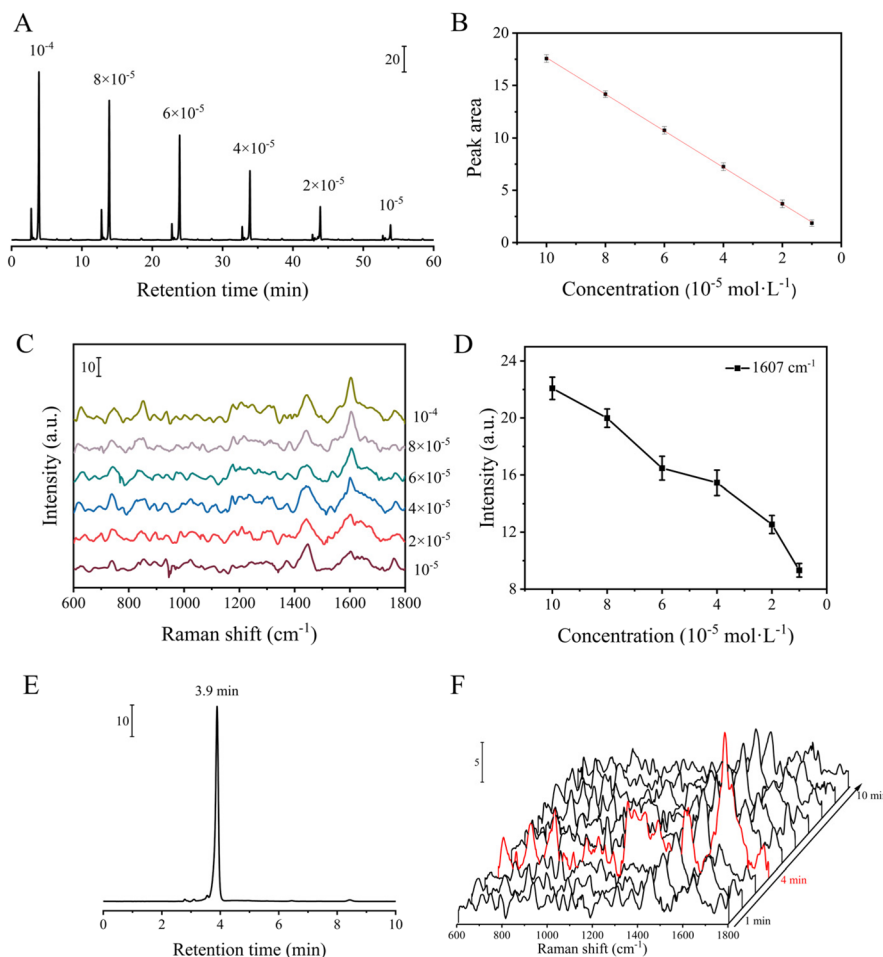 A
10⁻⁴
8×10⁻⁵
6×10⁻⁵
4×10⁻⁵
2×10⁻⁵
10⁻⁵
20
0 10 20 30 40 50 60
Retention time (min)
B
20
15
10
5
0
Peak area
10 8 6 4 2 0
Concentration (10⁻⁵ mol·L⁻¹)
C
10
Intensity (a.u.)
10⁻⁴
8×10⁻⁵
6×10⁻⁵
4×10⁻⁵
2×10⁻⁵
10⁻⁵
600 800 1000 1200 1400 1600 1800
Raman shift (cm⁻¹)
D
1607 cm⁻¹
24
20
16
12
8
Intensity (a.u.)
10 8 6 4 2 0
Concentration (10⁻⁵ mol·L⁻¹)
E
3.9 min
10
0 2 4 6 8 10
Retention time (min)
F
5
10 min
4 min
1 min
600 800 1000 1200 1400 1600 1800
Raman shift (cm⁻¹)